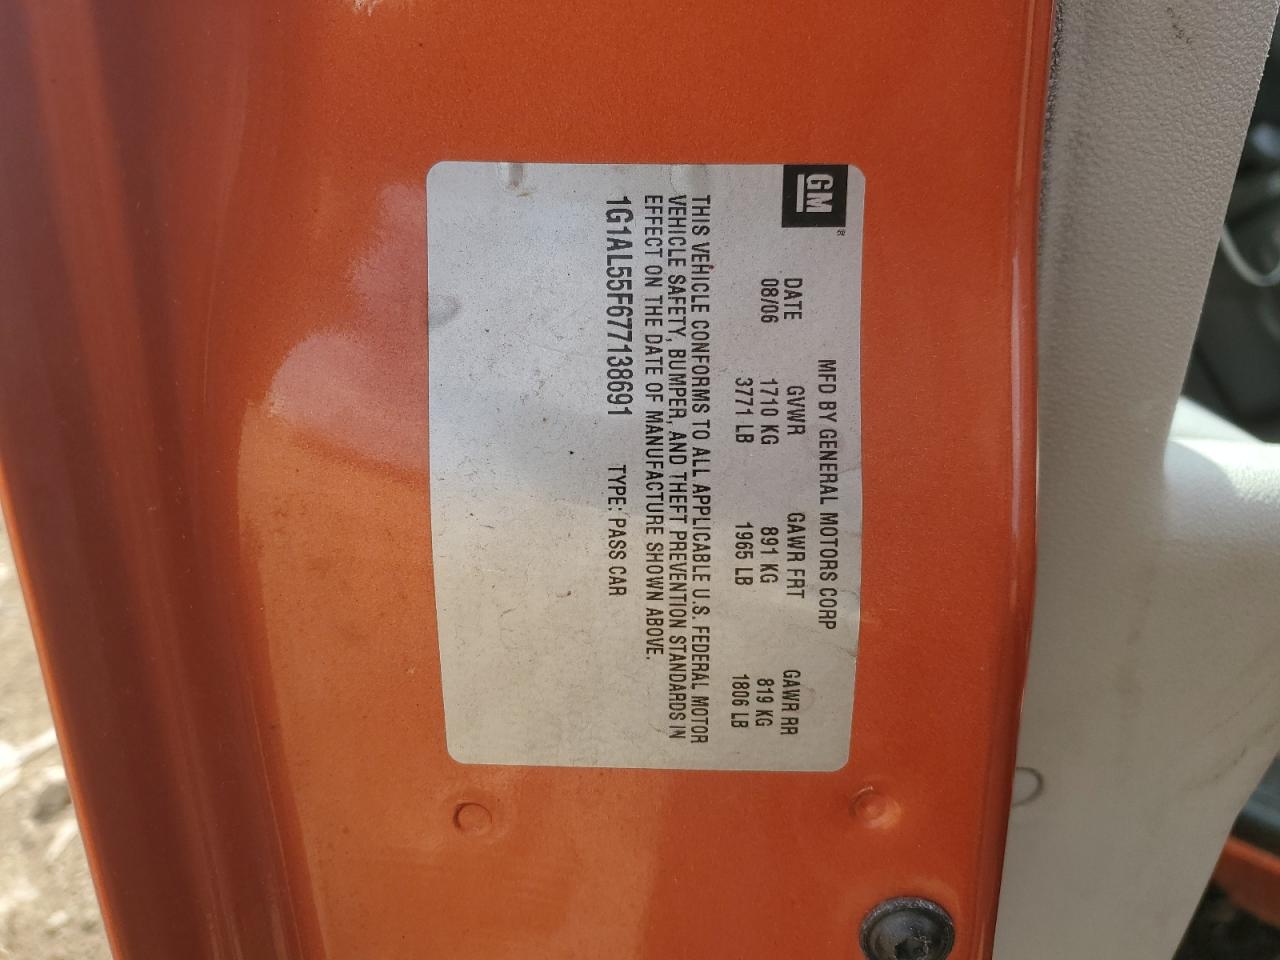 GM®
MFD BY GENERAL MOTORS CORP
DATE GVWR GAWR FRT GAWR RR
08/06 1710 KG 891 KG 819 KG
3771 LB 1965 LB 1806 LB
THIS VEHICLE CONFORMS TO ALL APPLICABLE U.S. FEDERAL MOTOR
VEHICLE SAFETY, BUMPER, AND THEFT PREVENTION STANDARDS IN
EFFECT ON THE DATE OF MANUFACTURE SHOWN ABOVE.
1G1AL55F677138691 TYPE: PASS CAR